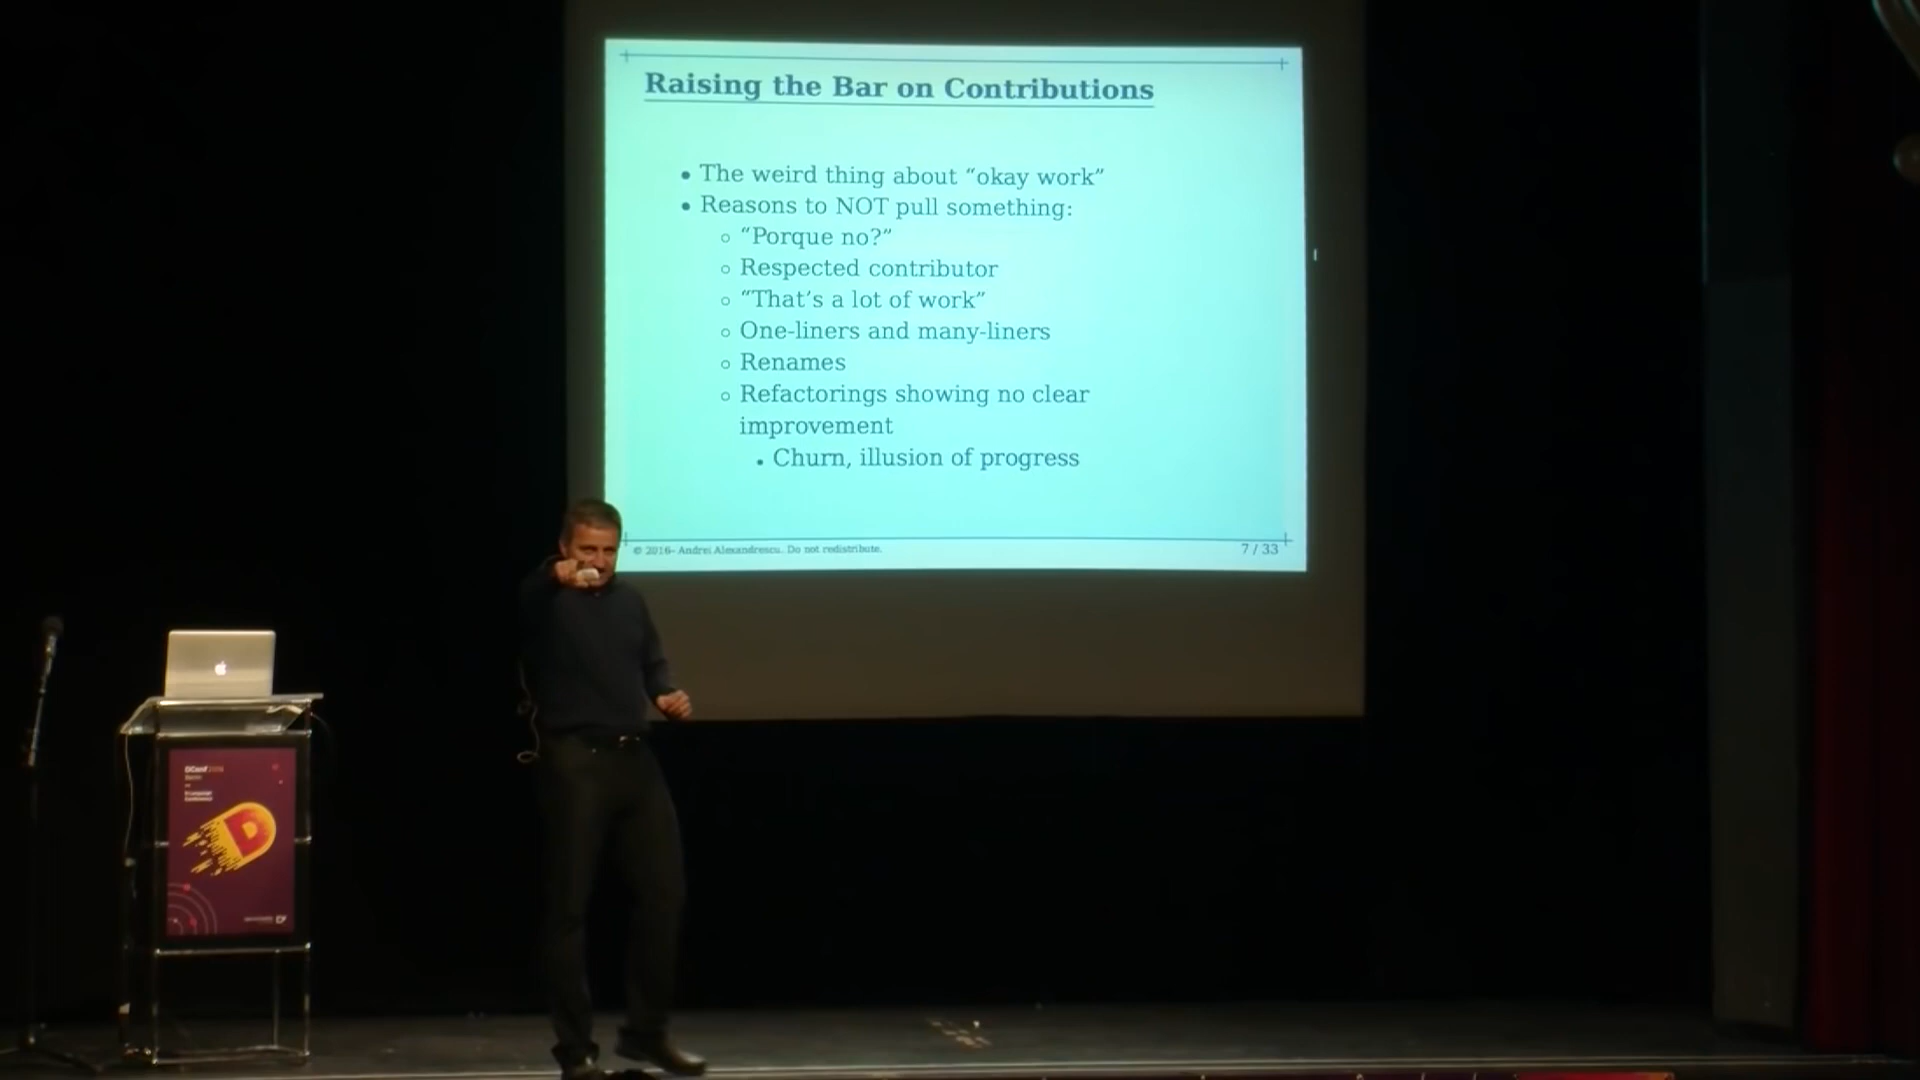 Raising the Bar on Contributions
• The weird thing about “okay work”
• Reasons to NOT pull something:
○ “Porque no?”
○ Respected contributor
○ “That’s a lot of work”
○ One-liners and many-liners
○ Renames
○ Refactorings showing no clear
improvement
• Churn, illusion of progress
© 2016– Andrei Alexandrescu. Do not redistribute.
7 / 33
DConf
D